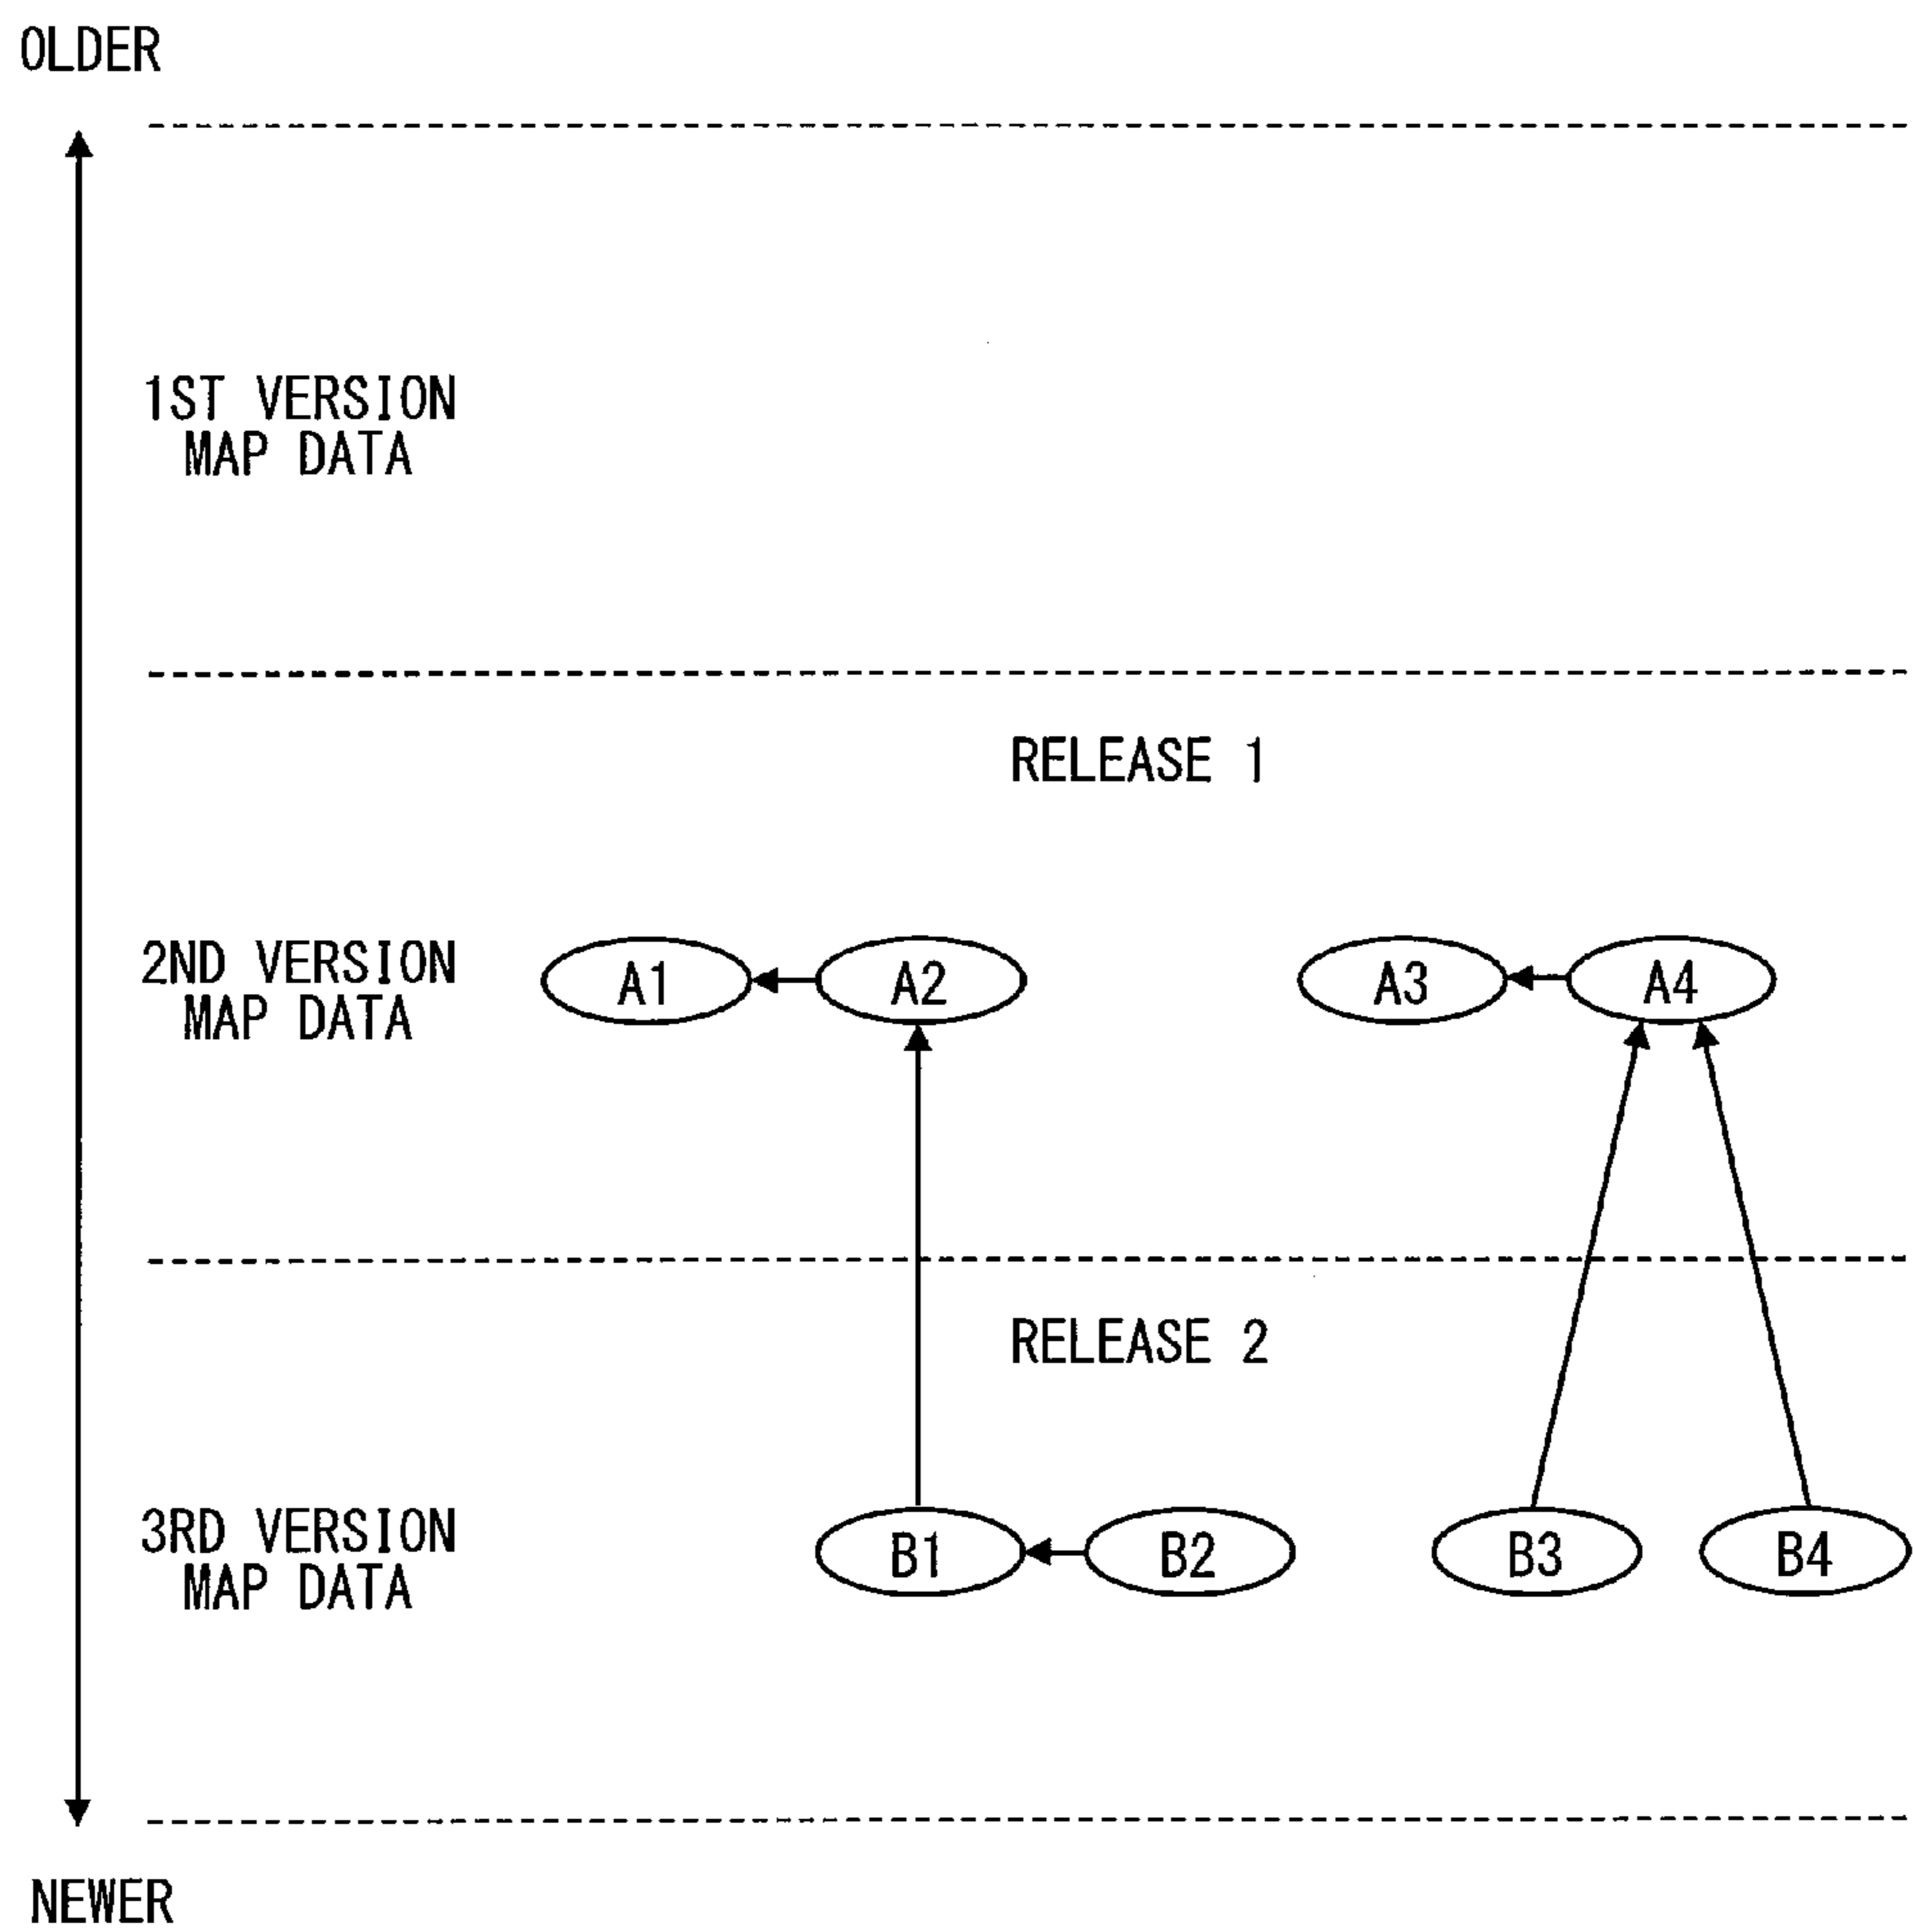 OLDER
1ST VERSION
MAP DATA
RELEASE 1
2ND VERSION
MAP DATA
A1
A2
A3
A4
RELEASE 2
3RD VERSION
MAP DATA
B1
B2
B3
B4
NEWER